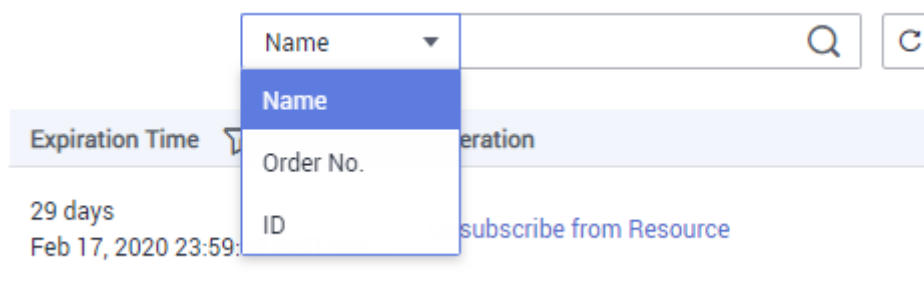 Name
Name
Expiration Time
eration
Order No.
29 days
ID
subscribe from Resource
Feb 17, 2020 23:59: